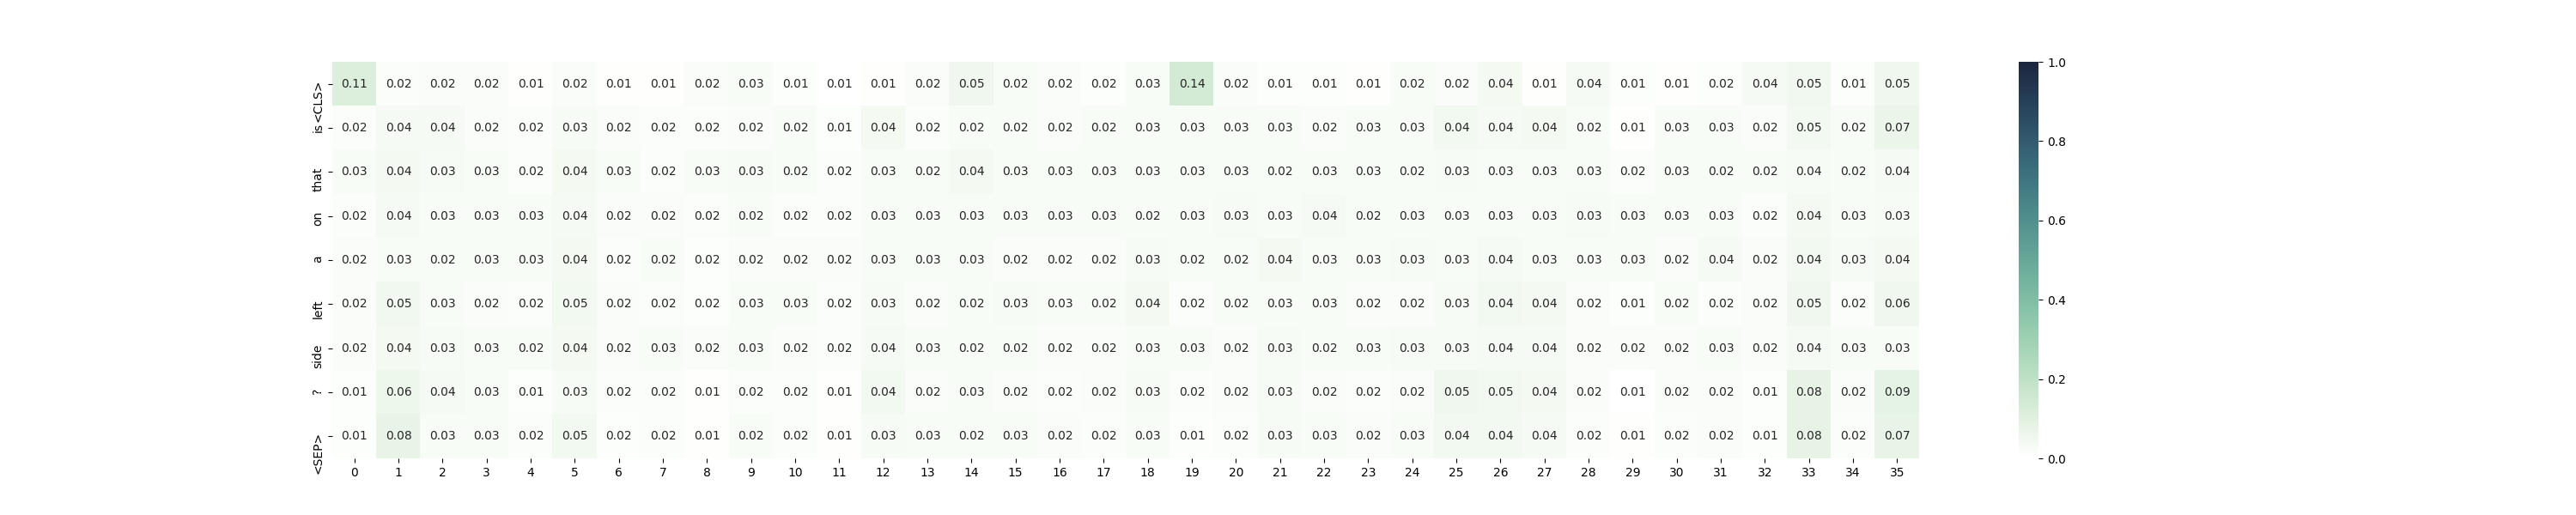 <CLS> 0.11 0.02 0.02 0.02 0.01 0.02 0.01 0.01 0.02 0.03 0.01 0.01 0.01 0.02 0.05 0.02 0.02 0.02 0.03 0.14 0.02 0.01 0.01 0.01 0.02 0.02 0.04 0.01 0.04 0.01 0.01 0.02 0.04 0.05 0.01 0.05
is 0.02 0.04 0.04 0.02 0.02 0.03 0.02 0.02 0.02 0.02 0.02 0.01 0.04 0.02 0.02 0.02 0.02 0.02 0.03 0.03 0.03 0.03 0.02 0.03 0.03 0.04 0.04 0.04 0.02 0.01 0.03 0.03 0.02 0.05 0.02 0.07
that 0.03 0.04 0.03 0.03 0.02 0.04 0.03 0.02 0.03 0.03 0.02 0.02 0.03 0.02 0.04 0.03 0.03 0.03 0.03 0.03 0.03 0.02 0.03 0.03 0.02 0.03 0.03 0.03 0.03 0.02 0.03 0.02 0.02 0.04 0.02 0.04
on 0.02 0.04 0.03 0.03 0.03 0.04 0.02 0.02 0.02 0.02 0.02 0.02 0.03 0.03 0.03 0.03 0.03 0.03 0.02 0.03 0.03 0.03 0.04 0.02 0.03 0.03 0.03 0.03 0.03 0.03 0.03 0.03 0.02 0.04 0.03 0.03
a 0.02 0.03 0.02 0.03 0.03 0.04 0.02 0.02 0.02 0.02 0.02 0.02 0.03 0.03 0.03 0.02 0.02 0.02 0.03 0.02 0.02 0.04 0.03 0.03 0.03 0.03 0.04 0.03 0.03 0.03 0.02 0.04 0.02 0.04 0.03 0.04
left 0.02 0.05 0.03 0.02 0.02 0.05 0.02 0.02 0.02 0.03 0.03 0.02 0.03 0.02 0.02 0.03 0.03 0.02 0.04 0.02 0.02 0.03 0.03 0.02 0.02 0.03 0.04 0.04 0.02 0.01 0.02 0.02 0.02 0.05 0.02 0.06
side 0.02 0.04 0.03 0.03 0.02 0.04 0.02 0.03 0.02 0.03 0.02 0.02 0.04 0.03 0.02 0.02 0.02 0.02 0.03 0.03 0.02 0.03 0.02 0.03 0.03 0.03 0.04 0.04 0.02 0.02 0.02 0.03 0.02 0.04 0.03 0.03
? 0.01 0.06 0.04 0.03 0.01 0.03 0.02 0.02 0.01 0.02 0.02 0.01 0.04 0.02 0.03 0.02 0.02 0.02 0.03 0.02 0.02 0.03 0.02 0.02 0.02 0.05 0.05 0.04 0.02 0.01 0.02 0.02 0.01 0.08 0.02 0.09
<SEP> 0.01 0.08 0.03 0.03 0.02 0.05 0.02 0.02 0.01 0.02 0.02 0.01 0.03 0.03 0.02 0.03 0.02 0.02 0.03 0.01 0.02 0.03 0.03 0.02 0.03 0.04 0.04 0.04 0.02 0.01 0.02 0.02 0.01 0.08 0.02 0.07
0 1 2 3 4 5 6 7 8 9 10 11 12 13 14 15 16 17 18 19 20 21 22 23 24 25 26 27 28 29 30 31 32 33 34 35
1.0
0.8
0.6
0.4
0.2
0.0